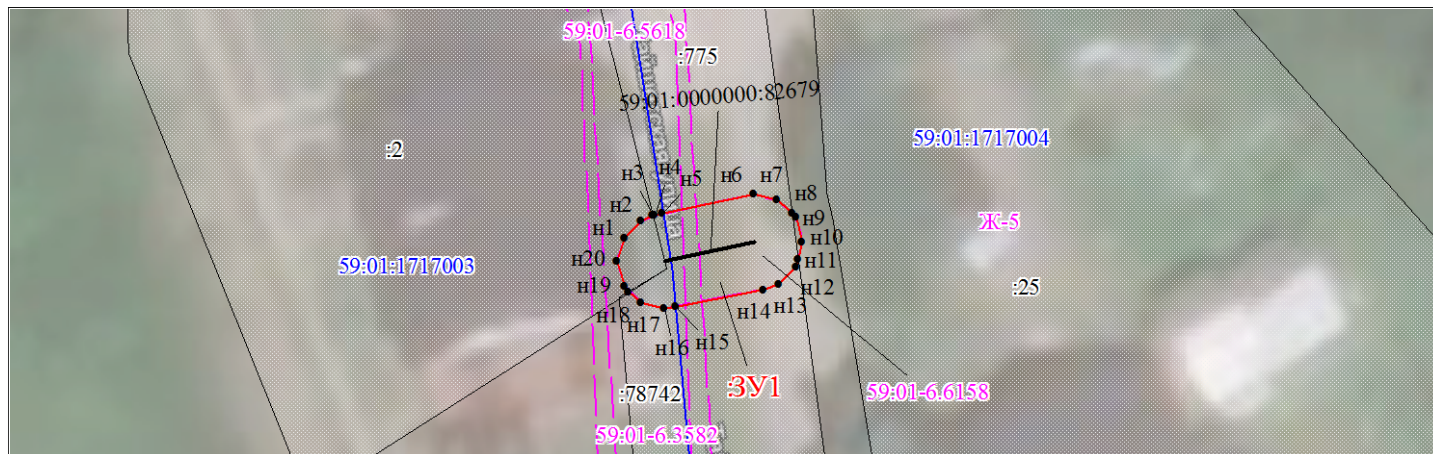 59:01-6.5618
:775
59:01:0000000:82679
59:01:1717004
:2
н3
н4
н5
н6
н7
н8
н2
н9
Ж-5
н1
н10
59:01:1717003
н20
н11
н19
н12
:25
н13
н18
н17
н14
н15
н16
:ЗУ1
:78742
59:01-6.6158
59:01-6.3582